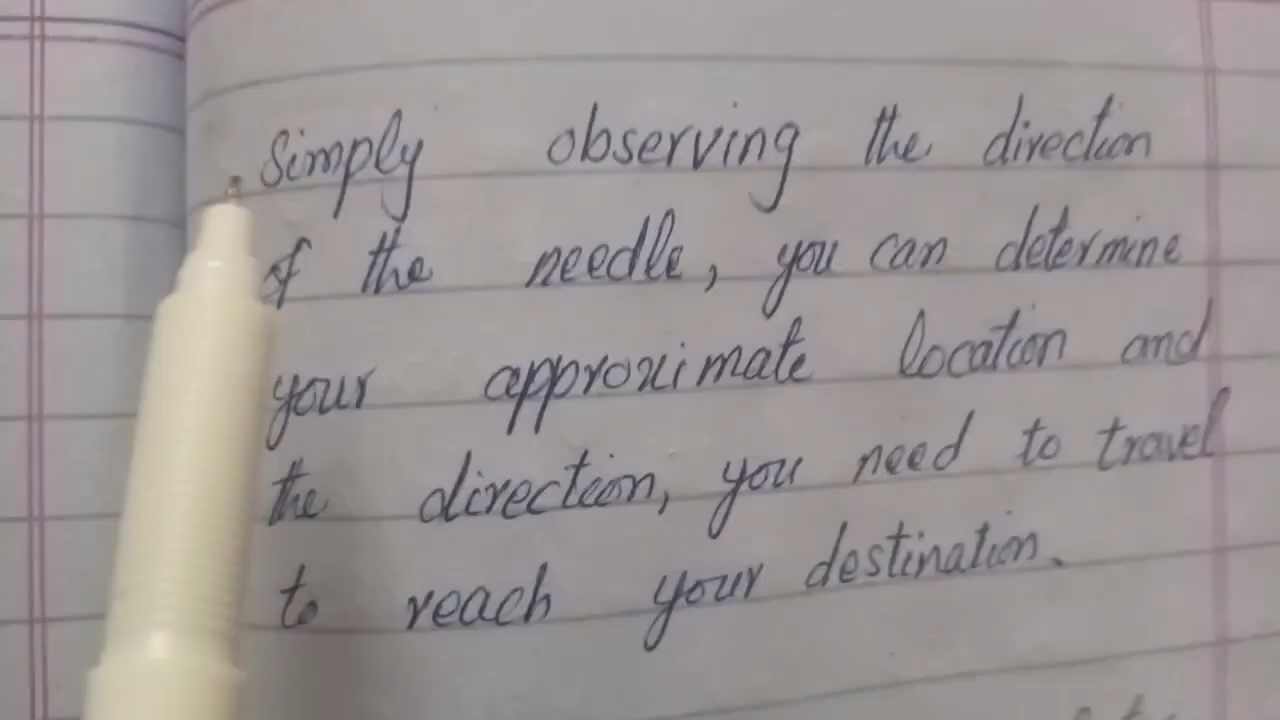 Simply observing the direction
of the needle, you can determine
your approximate location and
the direction, you need to travel
to reach your destination.